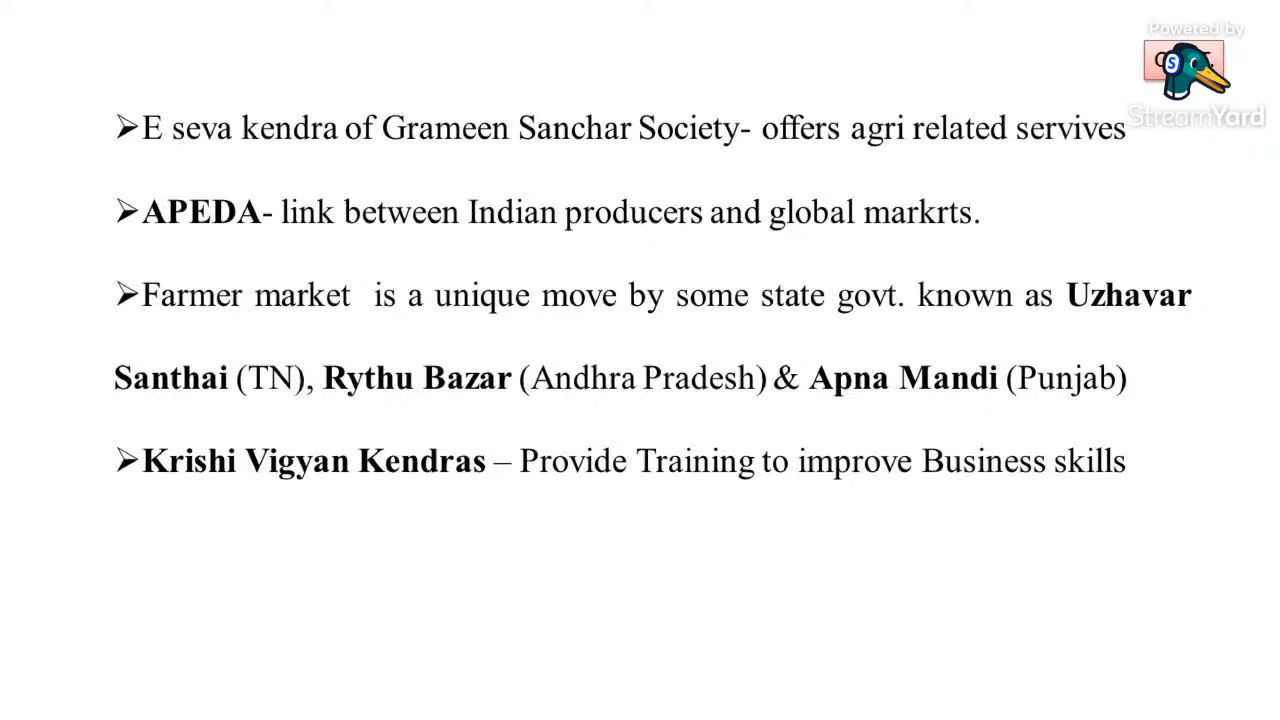 Powered by
StreamYard
➢E seva kendra of Grameen Sanchar Society- offers agri related servives
➢APEDA- link between Indian producers and global markrts.
➢Farmer market is a unique move by some state govt. known as Uzhavar
Santhai (TN), Rythu Bazar (Andhra Pradesh) & Apna Mandi (Punjab)
➢Krishi Vigyan Kendras – Provide Training to improve Business skills